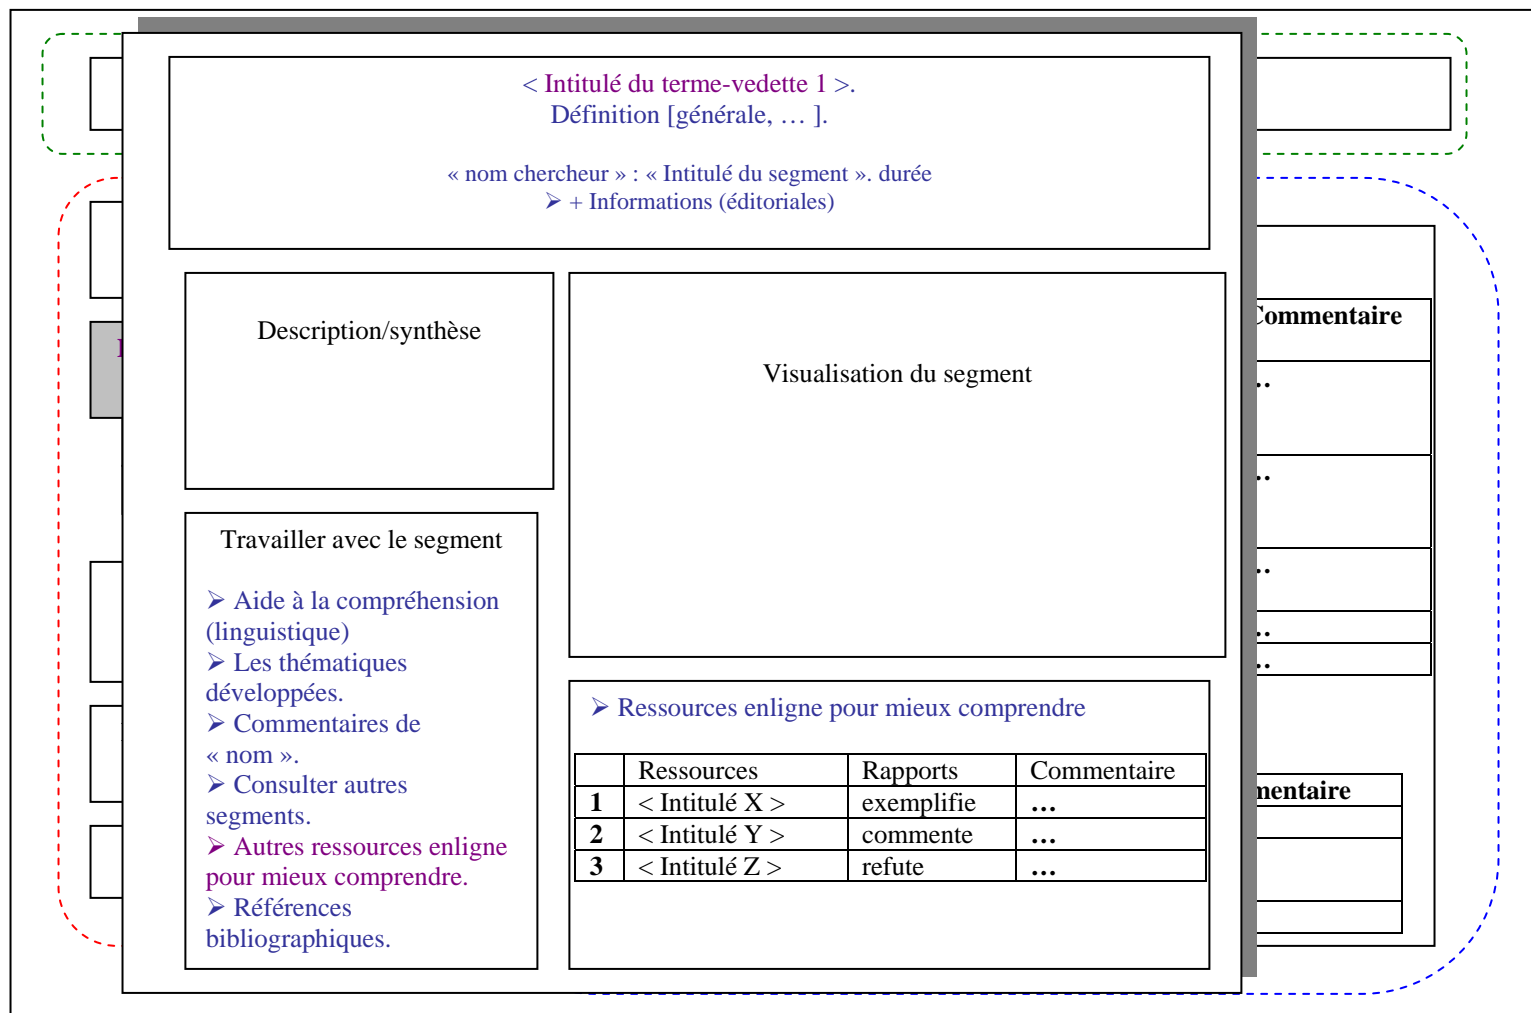 < Intitulé du terme-vedette 1 >.
Définition [générale, … ].
« nom chercheur » : « Intitulé du segment ». durée
➢ + Informations (éditoriales)
Description/synthèse
Visualisation du segment
Travailler avec le segment
➢ Aide à la compréhension
(linguistique)
➢ Les thématiques
développées.
➢ Commentaires de
« nom ».
➢ Consulter autres
segments.
➢ Autres ressources enligne
pour mieux comprendre.
➢ Références
bibliographiques.
➢ Ressources enligne pour mieux comprendre
Ressources Rapports Commentaire
1 < Intitulé X > exemplifie …
2 < Intitulé Y > commente …
3 < Intitulé Z > refute …
Commentaire
..
..
..
..
..
mentaire